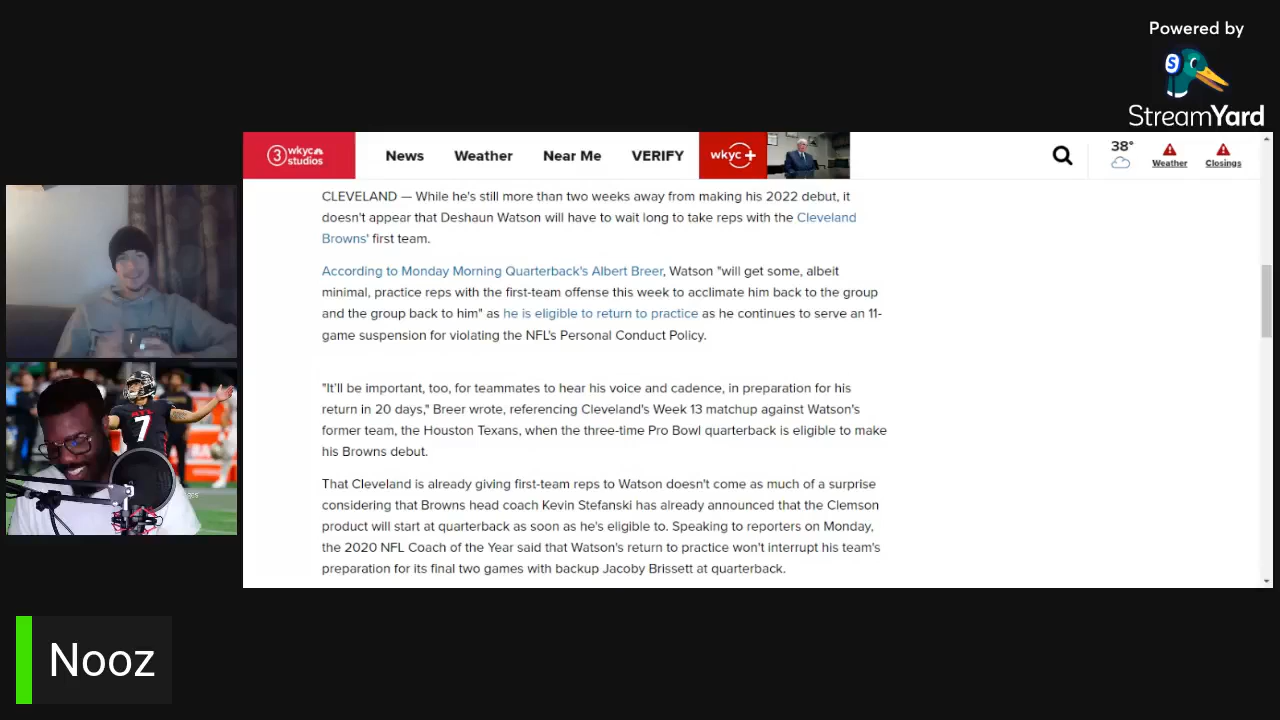 Powered by
S
StreamYard
3 wkyc studios
News Weather Near Me VERIFY wkyc+
38°
Weather Closings
CLEVELAND — While he's still more than two weeks away from making his 2022 debut, it
doesn't appear that Deshaun Watson will have to wait long to take reps with the Cleveland
Browns' first team.
According to Monday Morning Quarterback's Albert Breer, Watson "will get some, albeit
minimal, practice reps with the first-team offense this week to acclimate him back to the group
and the group back to him" as he is eligible to return to practice as he continues to serve an 11-
game suspension for violating the NFL's Personal Conduct Policy.
"It'll be important, too, for teammates to hear his voice and cadence, in preparation for his
return in 20 days," Breer wrote, referencing Cleveland's Week 13 matchup against Watson's
former team, the Houston Texans, when the three-time Pro Bowl quarterback is eligible to make
his Browns debut.
That Cleveland is already giving first-team reps to Watson doesn't come as much of a surprise
considering that Browns head coach Kevin Stefanski has already announced that the Clemson
product will start at quarterback as soon as he's eligible to. Speaking to reporters on Monday,
the 2020 NFL Coach of the Year said that Watson's return to practice won't interrupt his team's
preparation for its final two games with backup Jacoby Brissett at quarterback.
ATL
7
Nooz